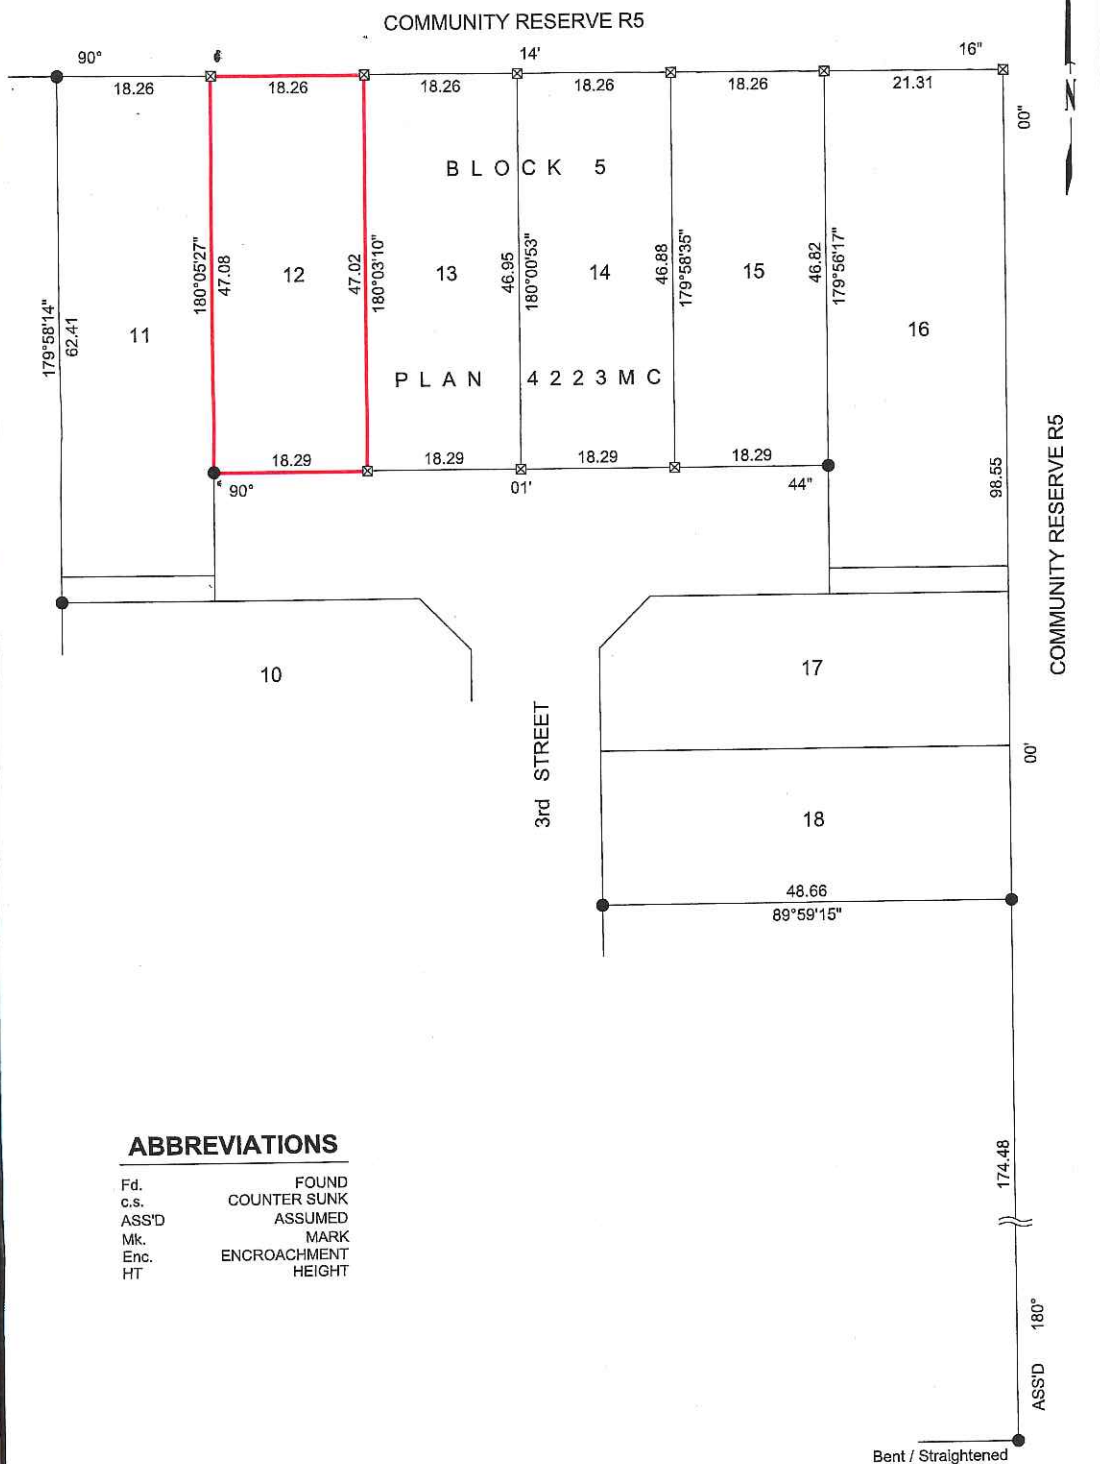 COMMUNITY RESERVE R5
90° 14' 16"
18.26 18.26 18.26 18.26 18.26 21.31
00"
BLOCK 5
180°05'27" 47.08
47.02 180°03'10"
46.95 180°00'53"
46.88 179°58'35"
46.82 179°56'17"
12 13 14 15
179°58'14" 62.41
11 16
PLAN 4223MC
18.29 18.29 18.29 18.29
90° 01' 44"
98.55
COMMUNITY RESERVE R5
10 17
3rd STREET
00'
18
48.66
89°59'15"
ABBREVIATIONS
Fd. FOUND
c.s. COUNTER SUNK
ASS'D ASSUMED
Mk. MARK
Enc. ENCROACHMENT
HT HEIGHT
174.48
ASS'D 180°
Bent / Straightened